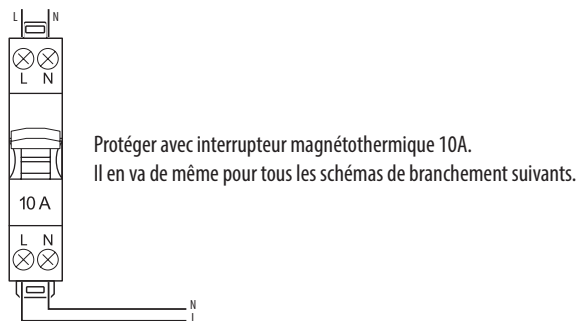 L N
L N
Protéger avec interrupteur magnétothermique 10A.
Il en va de même pour tous les schémas de branchement suivants.
10 A
L N
N
L